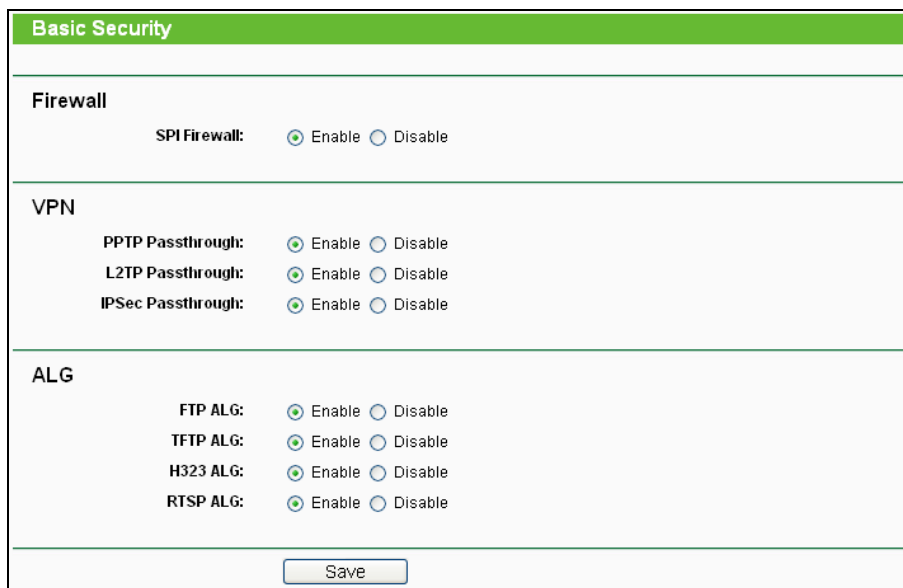 Basic Security
Firewall
SPI Firewall: Enable Disable
VPN
PPTP Passthrough: Enable Disable
L2TP Passthrough: Enable Disable
IPSec Passthrough: Enable Disable
ALG
FTP ALG: Enable Disable
TFTP ALG: Enable Disable
H323 ALG: Enable Disable
RTSP ALG: Enable Disable
Save